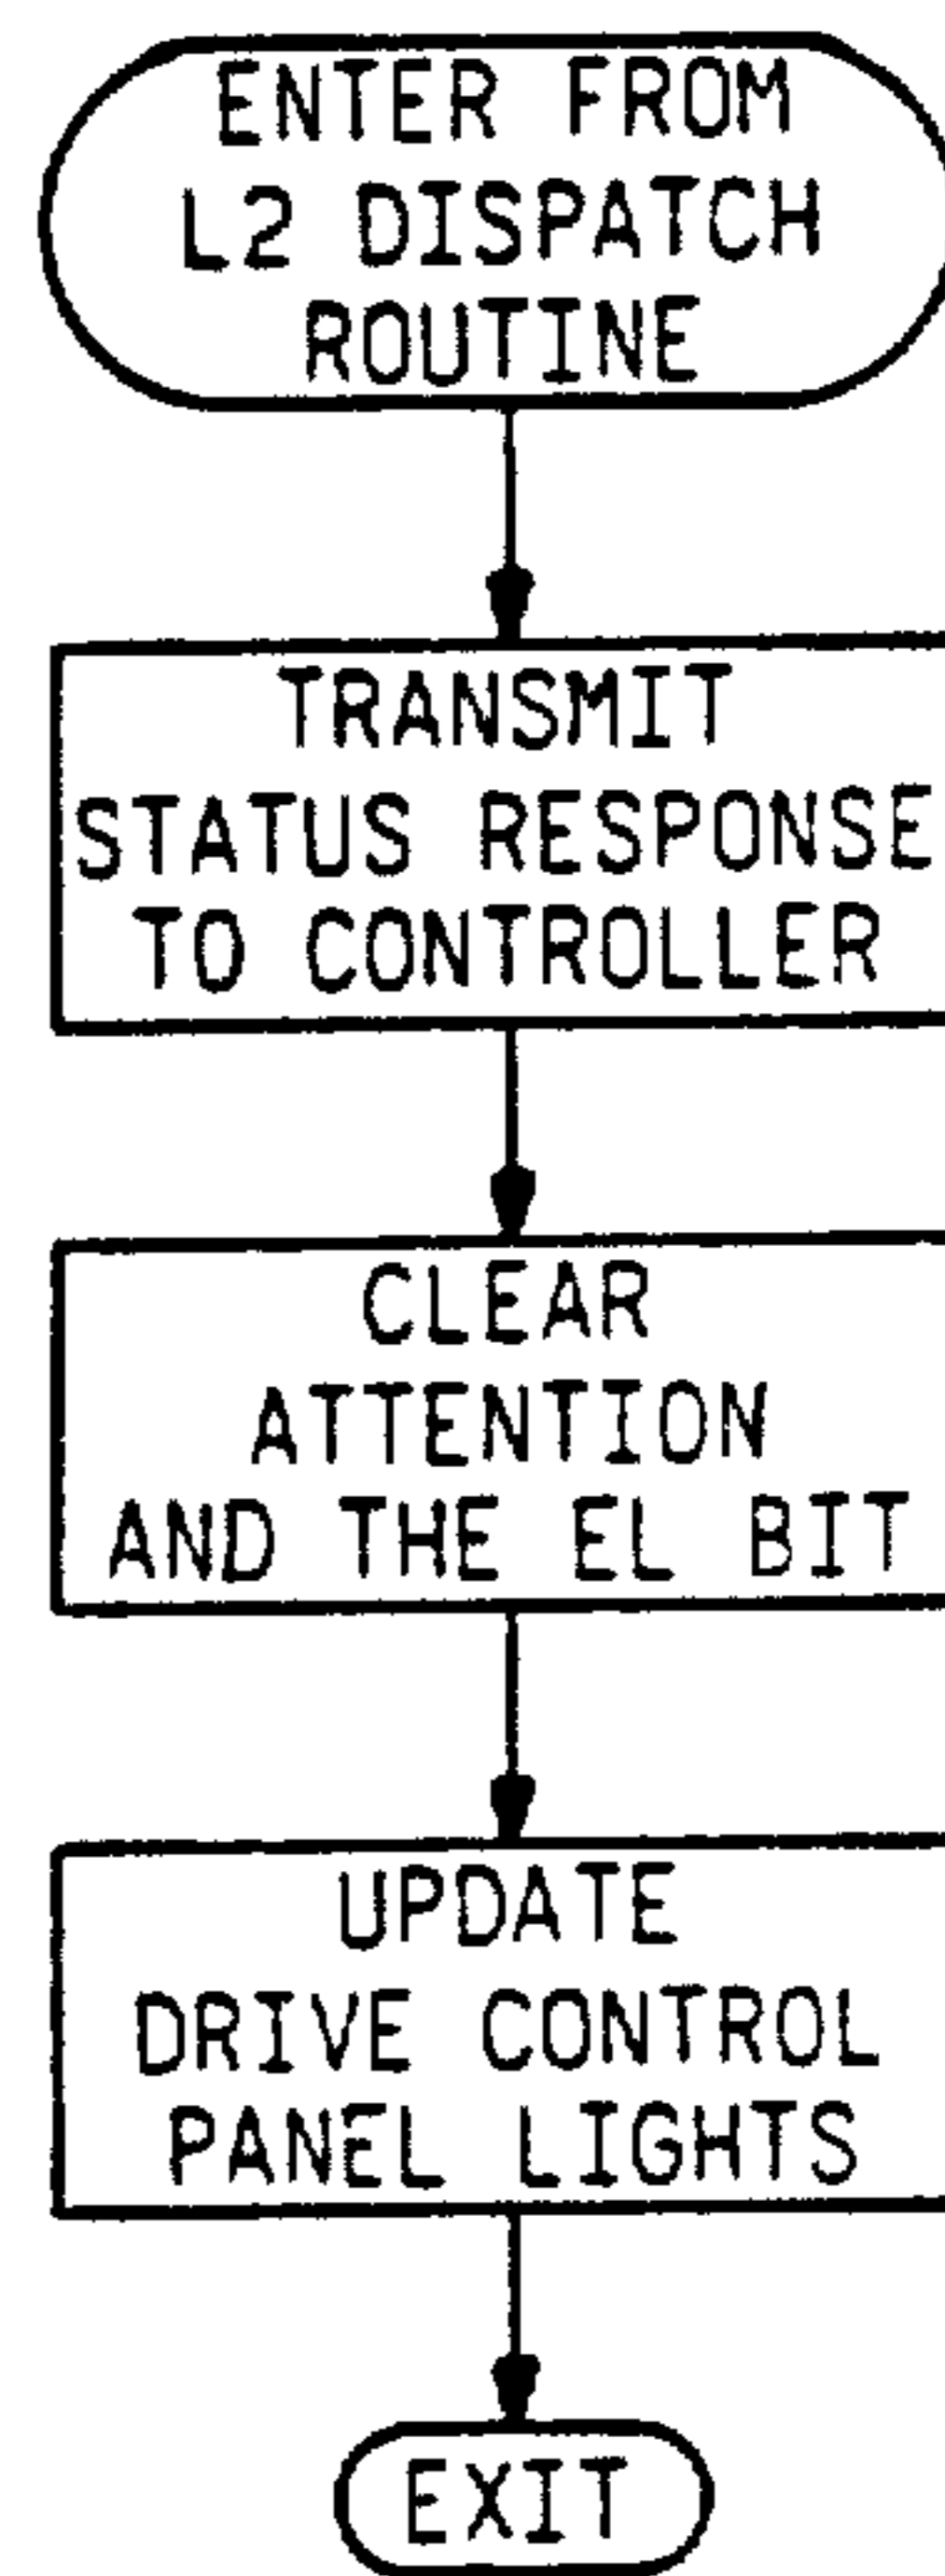 ENTER FROM
L2 DISPATCH
ROUTINE
TRANSMIT
STATUS RESPONSE
TO CONTROLLER
CLEAR
ATTENTION
AND THE EL BIT
UPDATE
DRIVE CONTROL
PANEL LIGHTS
EXIT